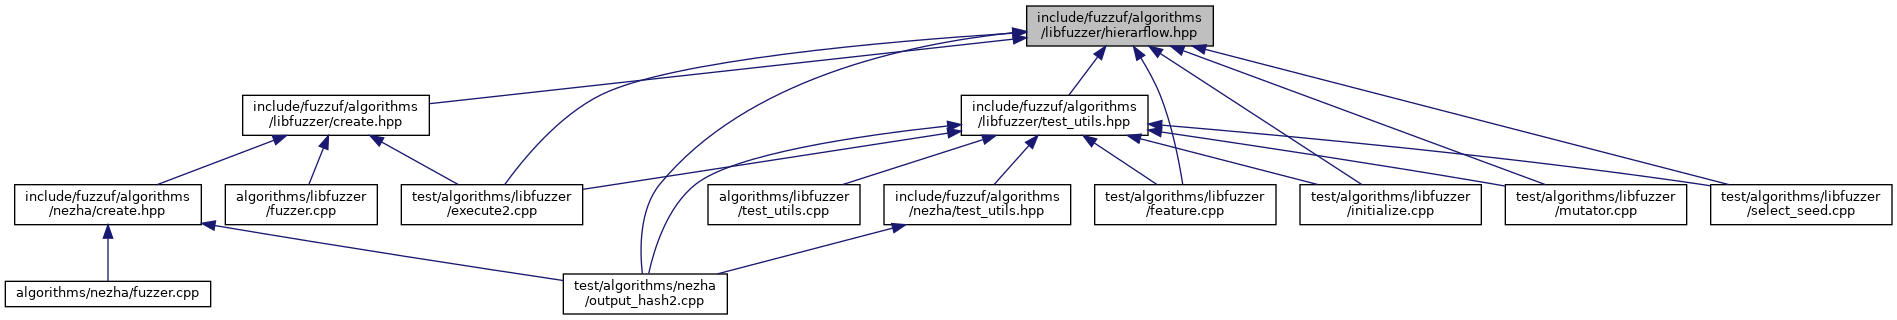 include/fuzzuf/algorithms
/libfuzzer/hierarflow.hpp
include/fuzzuf/algorithms
/libfuzzer/create.hpp
include/fuzzuf/algorithms
/libfuzzer/test_utils.hpp
include/fuzzuf/algorithms
/nezha/create.hpp
algorithms/libfuzzer
/fuzzer.cpp
test/algorithms/libfuzzer
/execute2.cpp
algorithms/libfuzzer
/test_utils.cpp
include/fuzzuf/algorithms
/nezha/test_utils.hpp
test/algorithms/libfuzzer
/feature.cpp
test/algorithms/libfuzzer
/initialize.cpp
test/algorithms/libfuzzer
/mutator.cpp
test/algorithms/libfuzzer
/select_seed.cpp
algorithms/nezha/fuzzer.cpp
test/algorithms/nezha
/output_hash2.cpp